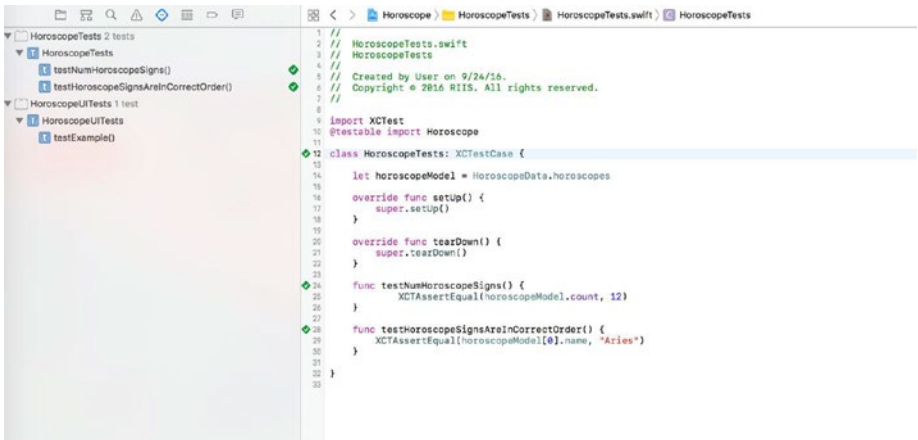 HoroscopeTests 2 tests
HoroscopeTests
testNumHoroscopeSigns()
testHoroscopeSignsAreInCorrectOrder()
HoroscopeUITests 1 test
HoroscopeUITests
testExample()
Horoscope HoroscopeTests HoroscopeTests.swift HoroscopeTests
1 //
2 // HoroscopeTests.swift
3 // HoroscopeTests
4 //
5 // Created by User on 9/24/16.
6 // Copyright © 2016 RIIS. All rights reserved.
7 //
8
9 import XCTest
10 @testable import Horoscope
11
12 class HoroscopeTests: XCTestCase {
13
14 let horoscopeModel = HoroscopeData.horoscopes
15
16 override func setUp() {
17 super.setUp()
18 }
19
20 override func tearDown() {
21 super.tearDown()
22 }
23
24 func testNumHoroscopeSigns() {
25 XCTAssertEqual(horoscopeModel.count, 12)
26 }
27
28 func testHoroscopeSignsAreInCorrectOrder() {
29 XCTAssertEqual(horoscopeModel[0].name, "Aries")
30 }
31
32 }
33